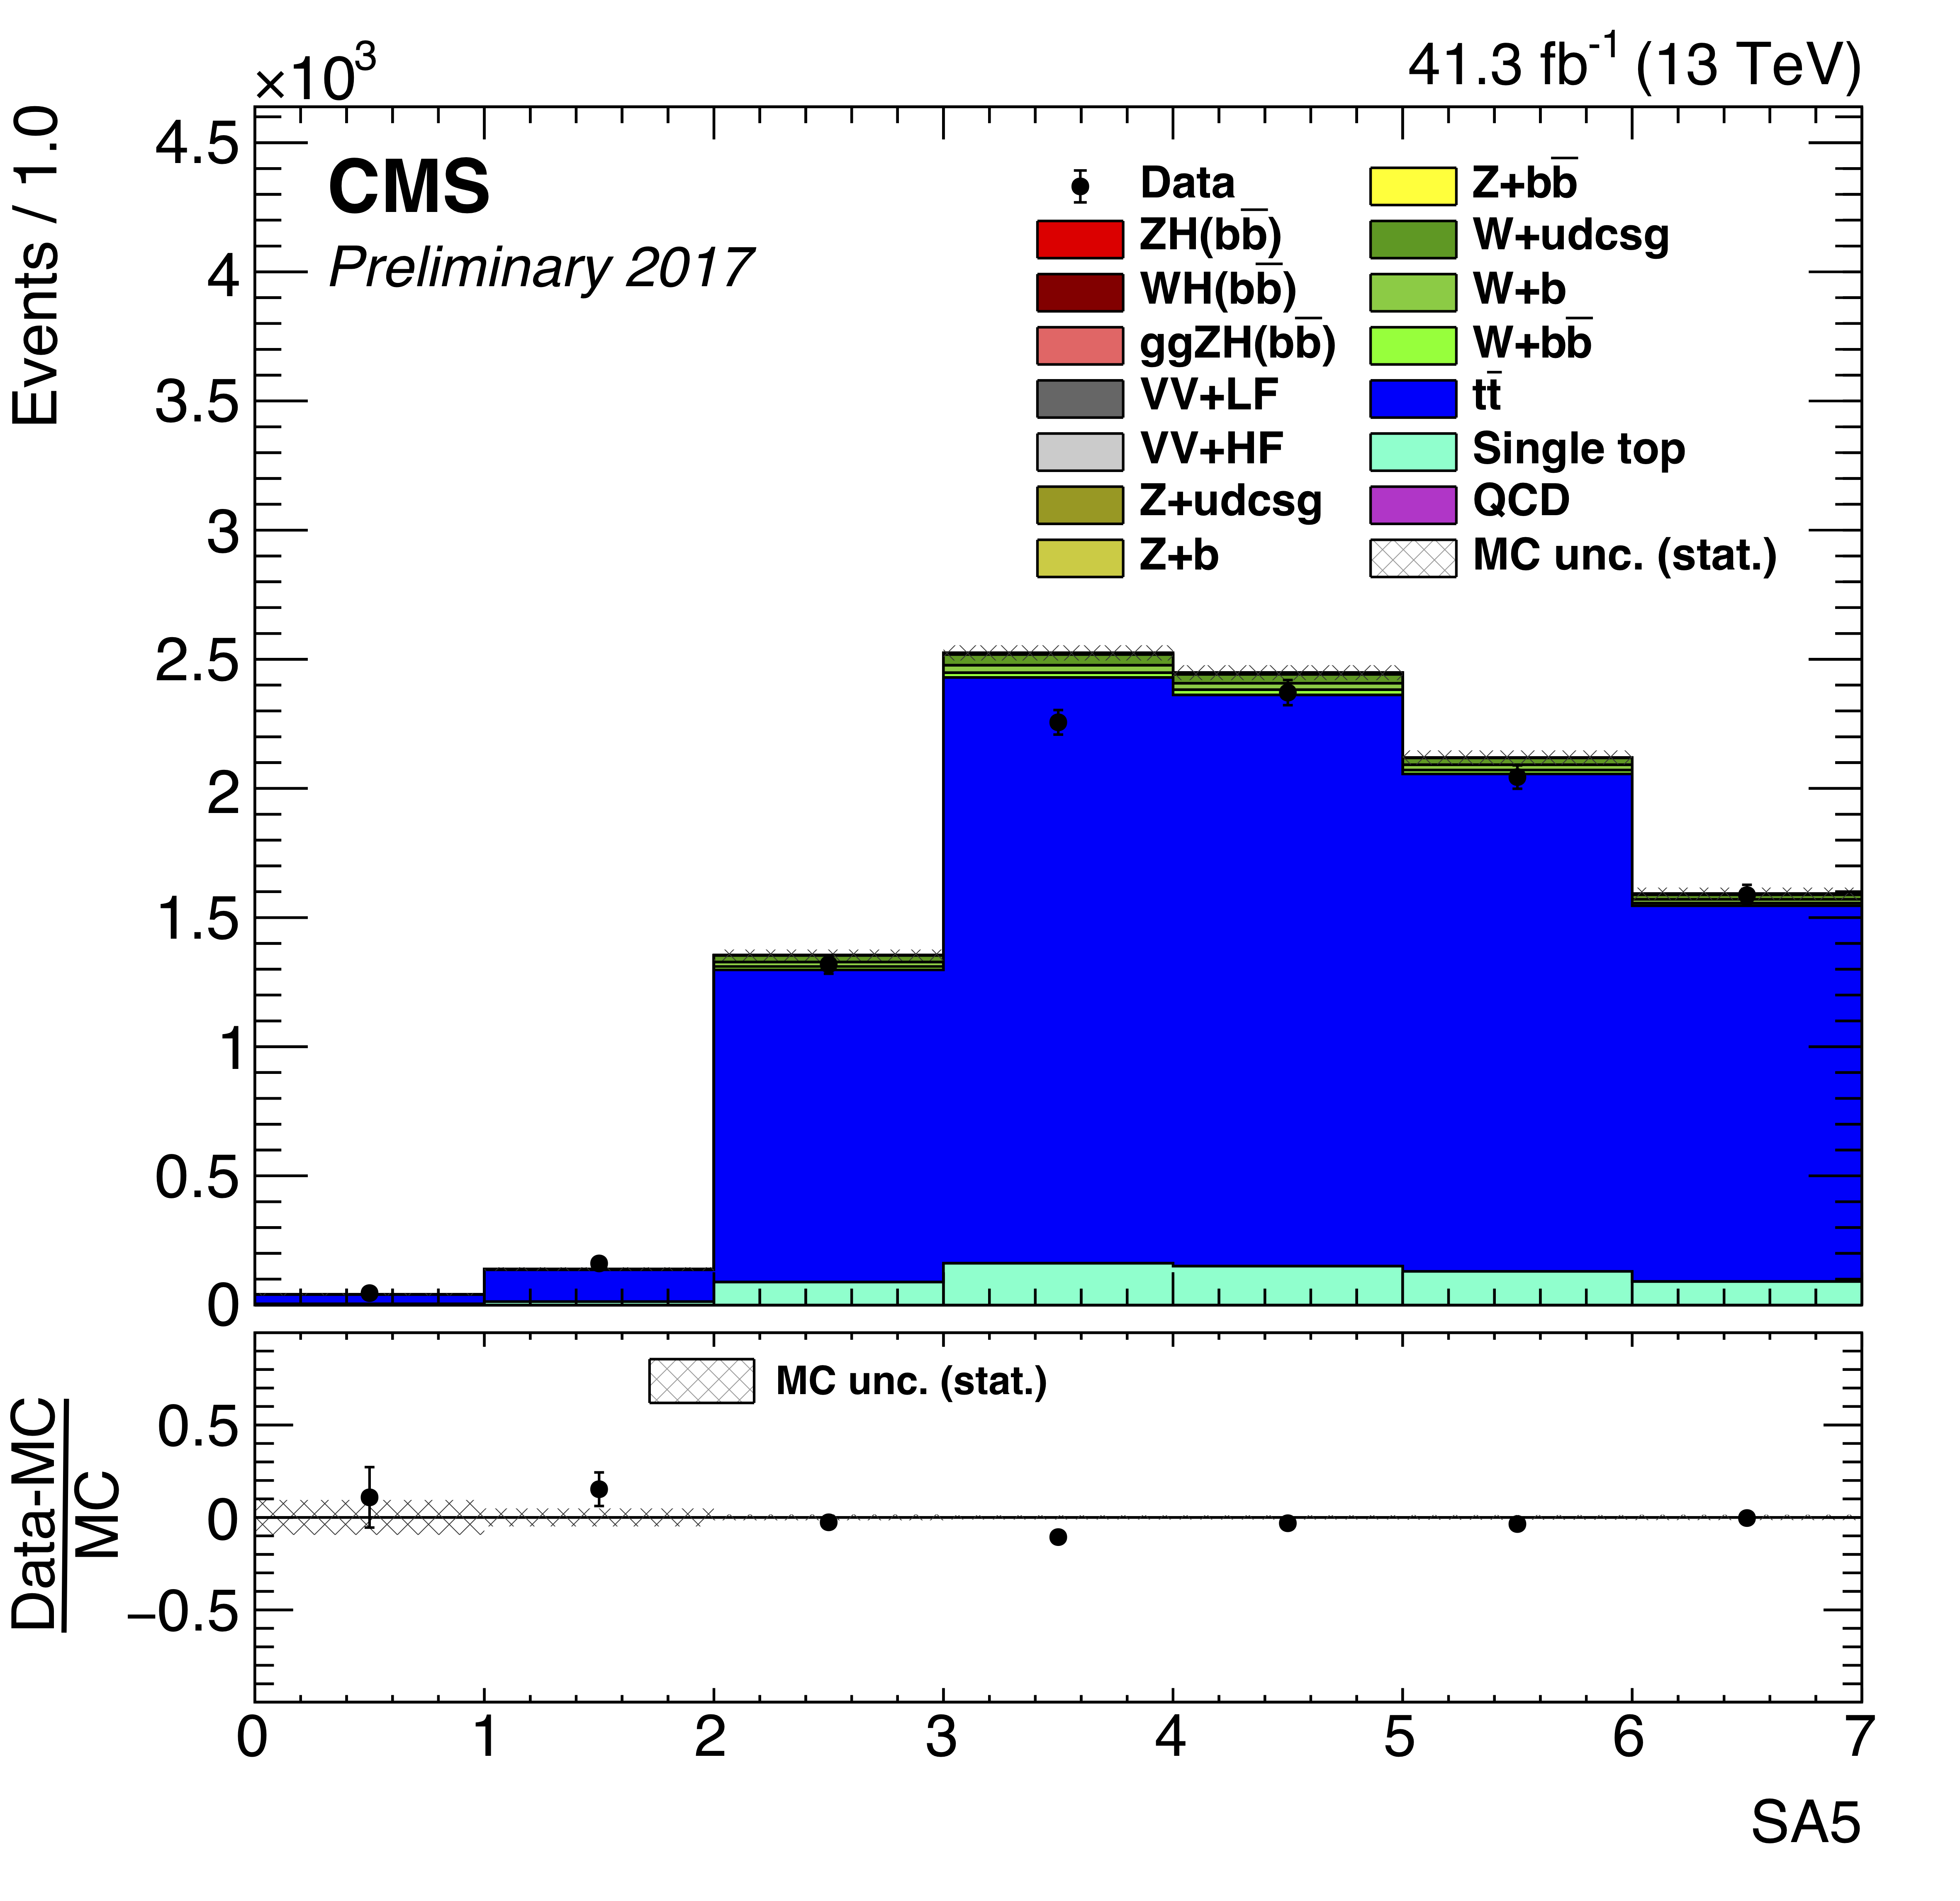 ×10³
41.3 fb⁻¹ (13 TeV)
Events / 1.0
CMS
Preliminary 2017
Data
ZH(bb̅)
WH(bb̅)
ggZH(bb̅)
VV+LF
VV+HF
Z+udcsg
Z+b
Z+bb̅
W+udcsg
W+b
W+bb̅
tt̅
Single top
QCD
MC unc. (stat.)
4.5
4
3.5
3
2.5
2
1.5
1
0.5
0
MC unc. (stat.)
Data-MC
MC
0.5
0
−0.5
0 1 2 3 4 5 6 7
SA5